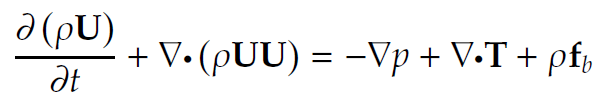 ∂(ρU)/∂t + ∇•(ρUU) = −∇p + ∇•T + ρf_b